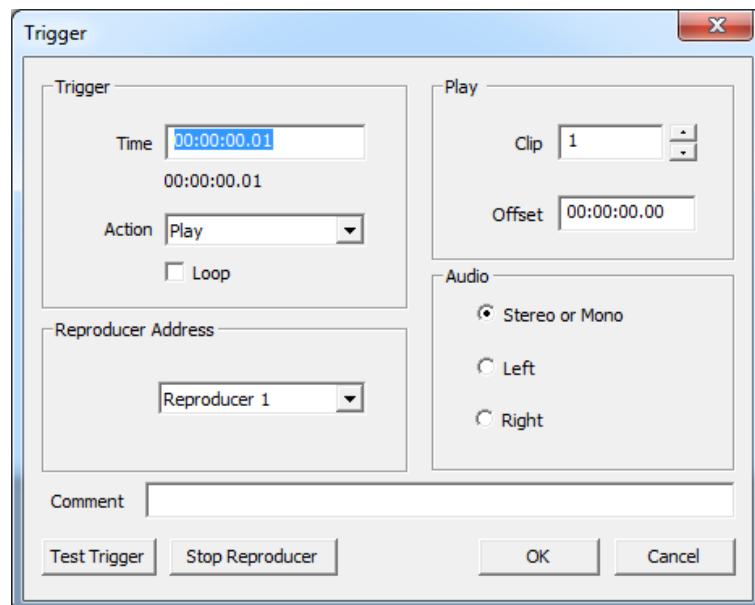 Trigger
Trigger
Time 00:00:00.01
00:00:00.01
Action Play
Loop
Reproducer Address
Reproducer 1
Play
Clip 1
Offset 00:00:00.00
Audio
Stereo or Mono
Left
Right
Comment
Test Trigger Stop Reproducer OK Cancel